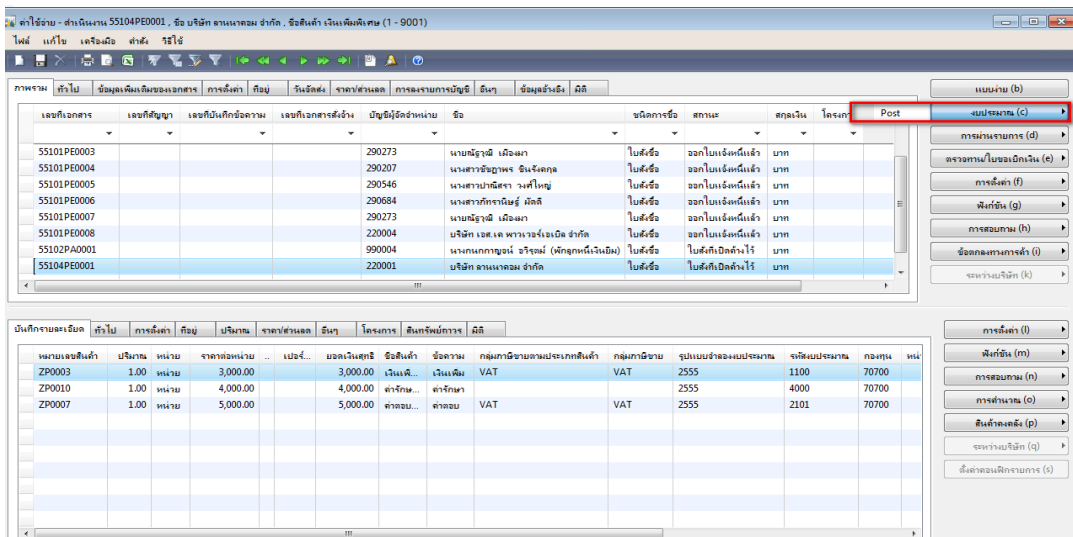 ค่าใช้จ่าย - ดำเนินงาน 55104PE0001 , ชื่อ บริษัท ลานนาคอม จำกัด , ชื่อสินค้า เงินเพิ่มพิเศษ (1 - 9001)
ไฟล์ แก้ไข เครื่องมือ คำสั่ง วิธีใช้
ภาพรวม ทั่วไป ข้อมูลเพิ่มเติมของเอกสาร การตั้งค่า ที่อยู่ วันจัดส่ง ราคา/ส่วนลด การลงรายการบัญชี อื่นๆ ข้อมูลอ้างอิง มิติ
เลขที่เอกสาร เลขที่สัญญา เลขที่บันทึกข้อความ เลขที่เอกสารสั่งจ้าง บัญชีผู้จัดจำหน่าย ชื่อ ชนิดการซื้อ สถานะ สกุลเงิน โครงกา Post
55101PE0003 290273 นายณัฐวุฒิ เผือผมา ใบสั่งซื้อ ออกใบแจ้งหนี้แล้ว บาท
55101PE0004 290207 ใบสั่งซื้อ ออกใบแจ้งหนี้แล้ว บาท
55101PE0005 290546 นางสาวปาณิสรา วงศ์ใหญ่ ใบสั่งซื้อ ออกใบแจ้งหนี้แล้ว บาท
55101PE0006 290684 นางสาวภัทรานิษฐ์ ผัดดี ใบสั่งซื้อ ออกใบแจ้งหนี้แล้ว บาท
55101PE0007 290273 ใบสั่งซื้อ ออกใบแจ้งหนี้แล้ว บาท
55101PE0008 220004 บริษัท เอส.เค พาวเวอร์เอเบิล จำกัด ใบสั่งซื้อ ออกใบแจ้งหนี้แล้ว บาท
55102PA0001 990004 นางกนกกาญจน์ (พักลูกหนี้เงินยืม) ใบสั่งซื้อ ใบสั่งที่เปิดค้างไว้ บาท
55104PE0001 220001 บริษัท ลานนาคอม จำกัด ใบสั่งซื้อ ใบสั่งที่เปิดค้างไว้ บาท
แบบง่าย (b)
งบประมาณ (c)
การผ่านรายการ (d)
ตรวจทาน/ใบขอเบิกเงิน (e)
การตั้งค่า (f)
ฟังก์ชัน (g)
การสอบถาม (h)
ข้อตกลงทางการค้า (i)
ระหว่างบริษัท (k)
บันทึกรายละเอียด ทั่วไป การตั้งค่า ที่อยู่ ปริมาณ ราคา/ส่วนลด อื่นๆ โครงการ สินทรัพย์ถาวร มิติ
หมายเลขสินค้า ปริมาณ หน่วย ราคาต่อหน่วย .. เปอร์... ยอดเงินสุทธิ ชื่อสินค้า ข้อความ กลุ่มภาษีขายตามประเภทสินค้า กลุ่มภาษีขาย รูปแบบจำลองงบประมาณ รหัสงบประมาณ กองทุน หน่
ZP0003 1.00 หน่วย 3,000.00 3,000.00 เงินเพิ่... เงินเพิ่ม VAT VAT 2555 1100 70700
ZP0010 1.00 หน่วย 4,000.00 4,000.00 ค่ารักษ... ค่ารักษา 2555 4000 70700
ZP0007 1.00 หน่วย 5,000.00 5,000.00 ค่าตอบ... ค่าตอบ VAT VAT 2555 2101 70700
การตั้งค่า (l)
ฟังก์ชัน (m)
การสอบถาม (n)
การคำนวณ (o)
สินค้าคงคลัง (p)
ระหว่างบริษัท (q)
ตั้งค่าคอนฟิกรายการ (s)